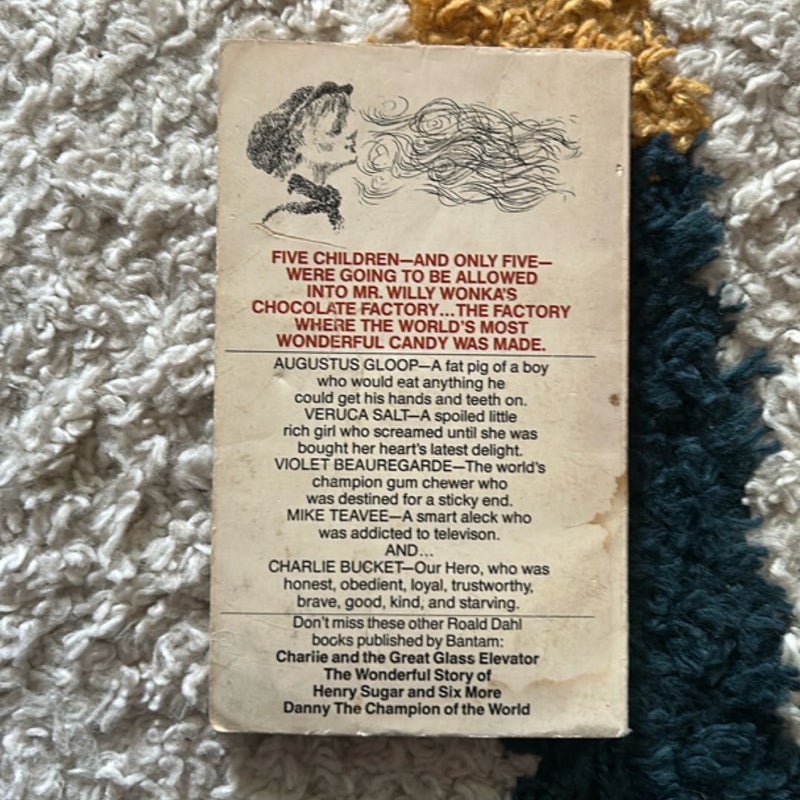 FIVE CHILDREN—AND ONLY FIVE—
WERE GOING TO BE ALLOWED
INTO MR. WILLY WONKA'S
CHOCOLATE FACTORY...THE FACTORY
WHERE THE WORLD'S MOST
WONDERFUL CANDY WAS MADE.
AUGUSTUS GLOOP—A fat pig of a boy
who would eat anything he
could get his hands and teeth on.
VERUCA SALT—A spoiled little
rich girl who screamed until she was
bought her heart's latest delight.
VIOLET BEAUREGARDE—The world's
champion gum chewer who
was destined for a sticky end.
MIKE TEAVEE—A smart aleck who
was addicted to televison.
AND...
CHARLIE BUCKET—Our Hero, who was
honest, obedient, loyal, trustworthy,
brave, good, kind, and starving.
Don't miss these other Roald Dahl
books published by Bantam:
Charlie and the Great Glass Elevator
The Wonderful Story of
Henry Sugar and Six More
Danny The Champion of the World